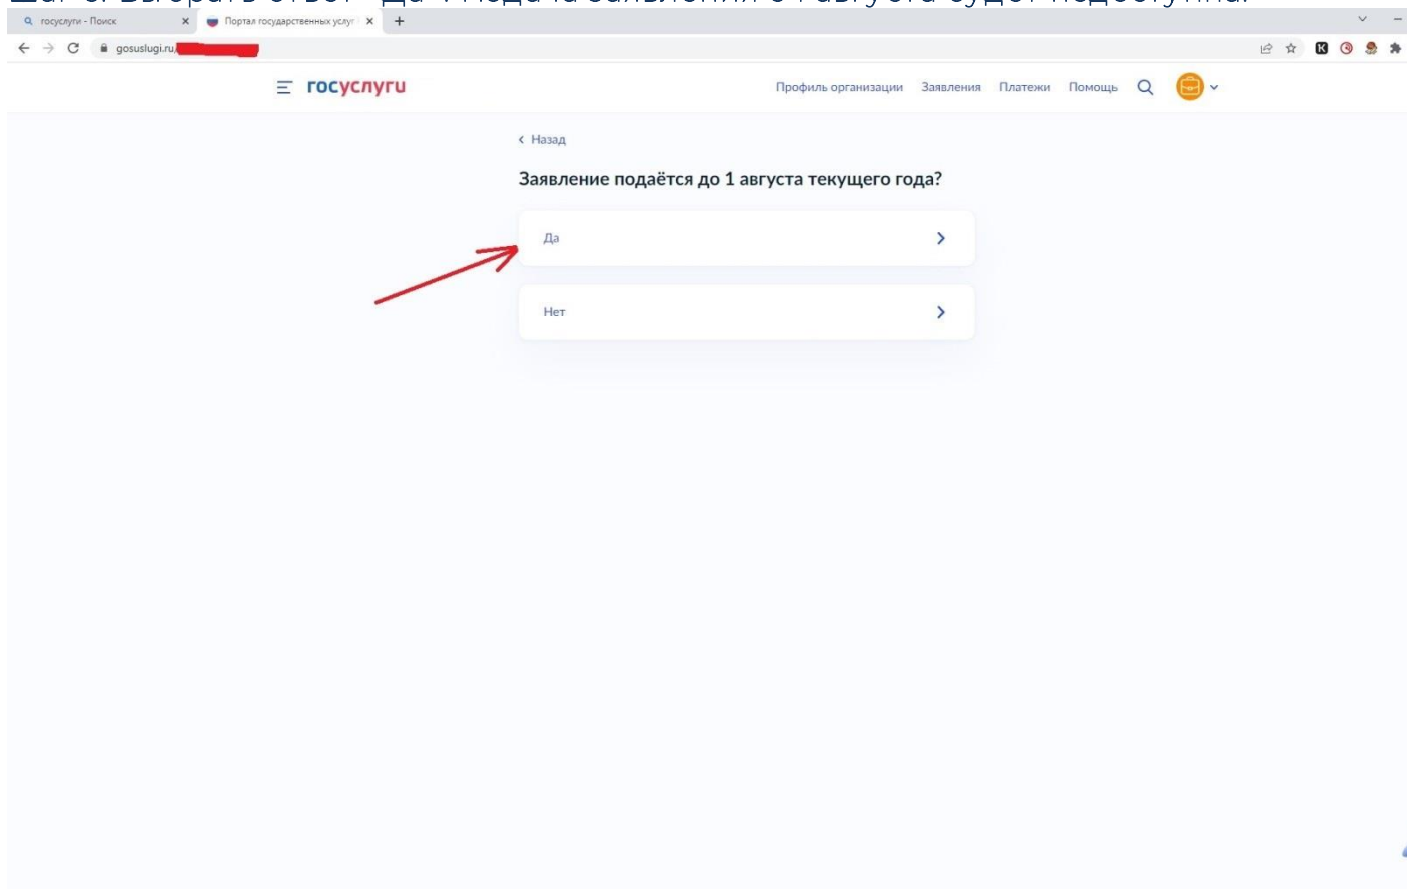 госуслуги - Поиск
Портал государственных услуг
gosuslugi.ru
госуслуги
Профиль организации Заявления Платежи Помощь
Назад
Заявление подаётся до 1 августа текущего года?
Да
Нет